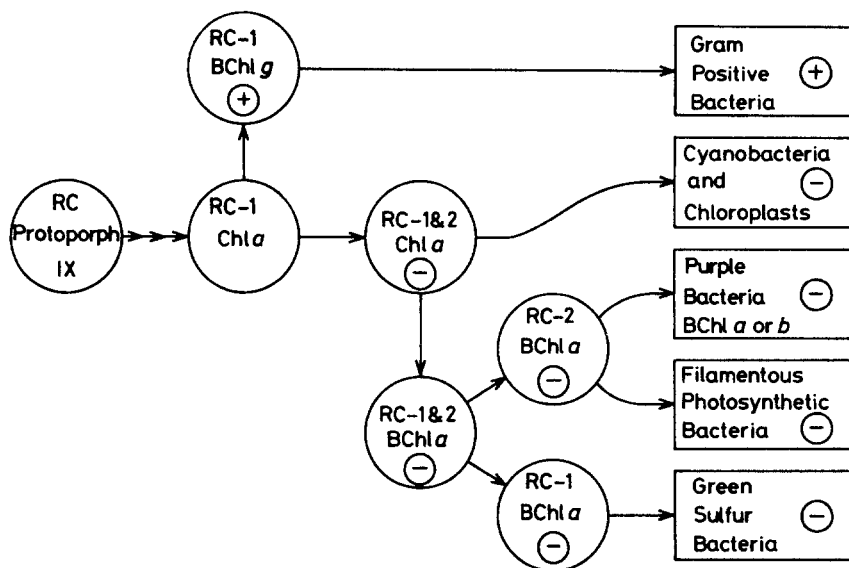 RC-1
BChl g
+
Gram
Positive
Bacteria
+
RC
Protoporph
IX
RC-1
Chl a
RC-1&2
Chl a
−
Cyanobacteria
and
Chloroplasts
−
RC-1&2
BChl a
−
RC-2
BChl a
−
Purple
Bacteria
BChl a or b
−
Filamentous
Photosynthetic
Bacteria
−
RC-1
BChl a
−
Green
Sulfur
Bacteria
−